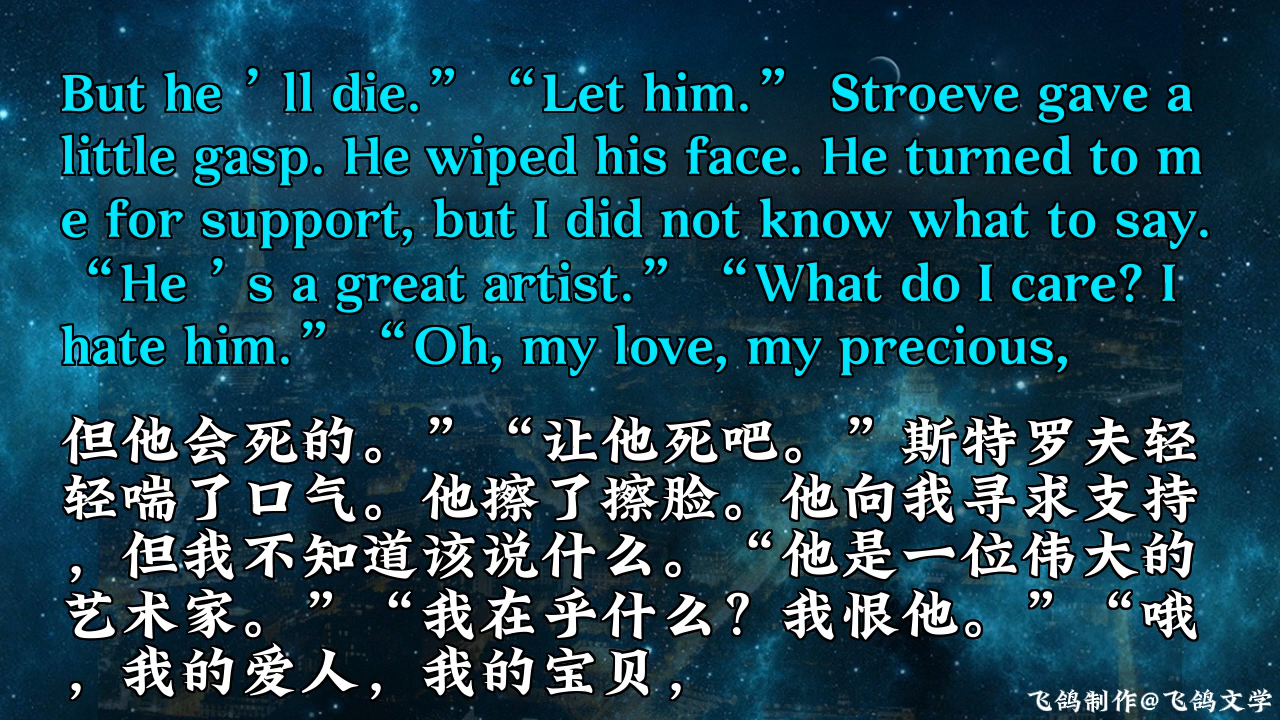 But he ’ ll die.” “Let him.” Stroeve gave a
little gasp. He wiped his face. He turned to m
e for support, but I did not know what to say.
“He ’ s a great artist.” “What do I care? I
hate him.” “Oh, my love, my precious,
但他会死的。”“让他死吧。”斯特罗夫轻
轻喘了口气。他擦了擦脸。他向我寻求支持
，但我不知道该说什么。“他是一位伟大的
艺术家。”“我在乎什么？我恨他。”“哦
，我的爱人，我的宝贝，
飞鸽制作@飞鸽文学